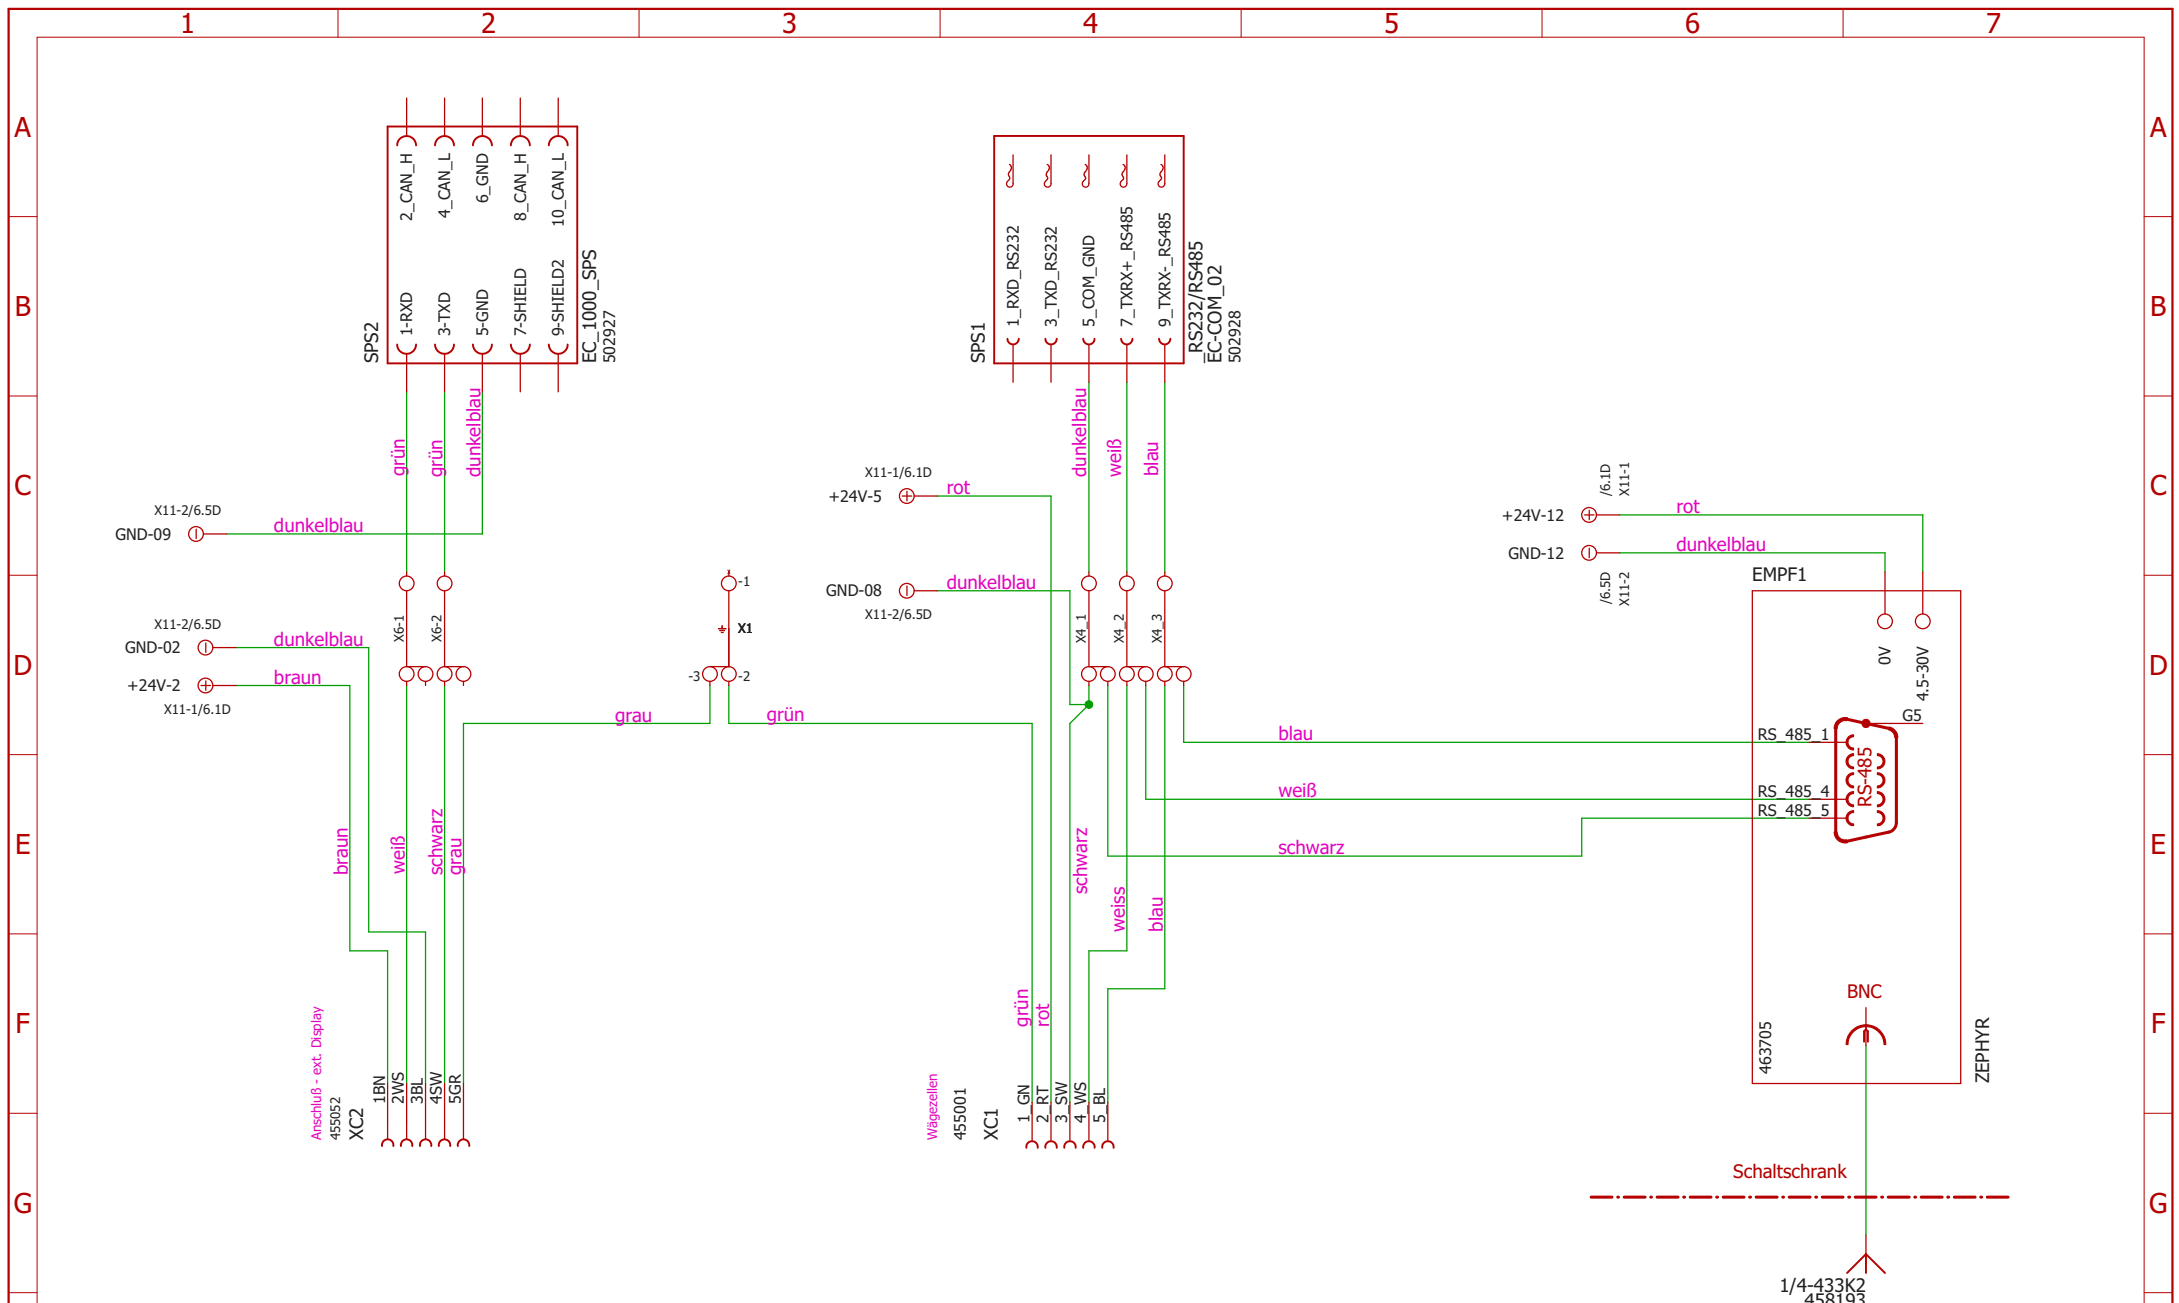 1 2 3 4 5 6 7
A A
B B
C C
D D
E E
F F
G G
2_CAN_H
4_CAN_L
6_GND
8_CAN_H
10_CAN_L
1-RXD
3-TXD
5-GND
7-SHIELD
9-SHIELD2
SPS2
EC_1000_SPS
502927
1_RXD_RS232
3_TXD_RS232
5_COM_GND
7_TXRX+_RS485
9_TXRX-_RS485
SPS1
_RS232/RS485
EC-COM_02
502928
grün
grün
dunkelblau
dunkelblau
weiß
blau
X11-2/6.5D
GND-09
dunkelblau
X11-1/6.1D
+24V-5
rot
/6.1D
X11-1
+24V-12
rot
GND-12
dunkelblau
/6.5D
X11-2
X11-2/6.5D
GND-02
dunkelblau
+24V-2
braun
X11-1/6.1D
X6-1
X6-2
-1
X1
-3
-2
grau
grün
GND-08
dunkelblau
X11-2/6.5D
X4_1
X4_2
X4_3
EMPF1
0V
4.5-30V
G5
blau
RS_485_1
weiß
RS_485_4
RS_485_5
RS-485
schwarz
braun
weiß
schwarz
grau
schwarz
weiss
blau
grün
rot
BNC
463705
ZEPHYR
Anschluß - ext. Display
455052
XC2
1BN
2WS
3BL
4SW
5GR
Wägezellen
455001
XC1
1_GN
2_RT
3_SW
4_WS
5_BL
Schaltschrank
1/4-433K2
458193